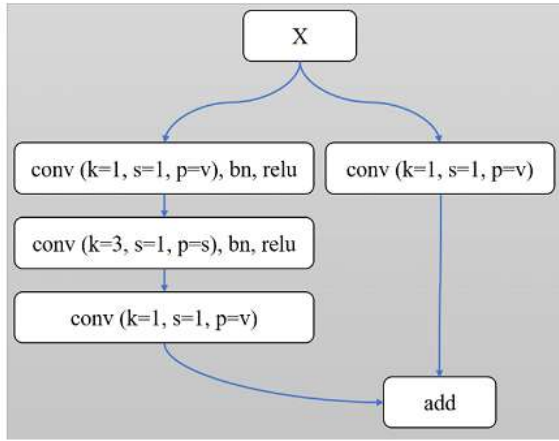 X
conv (k=1, s=1, p=v), bn, relu
conv (k=1, s=1, p=v)
conv (k=3, s=1, p=s), bn, relu
conv (k=1, s=1, p=v)
add